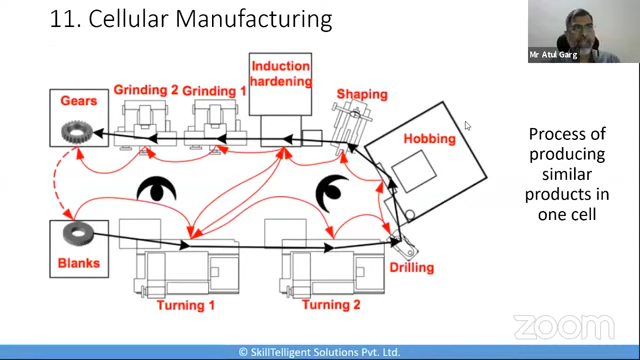 11. Cellular Manufacturing
Mr Atul Garg
Induction
hardening
Grinding 2
Grinding 1
Shaping
Gears
Hobbing
Process of
producing
similar
products in
one cell
Blanks
Drilling
Turning 1
Turning 2
zoom
© SkillTelligent Solutions Pvt. Ltd.